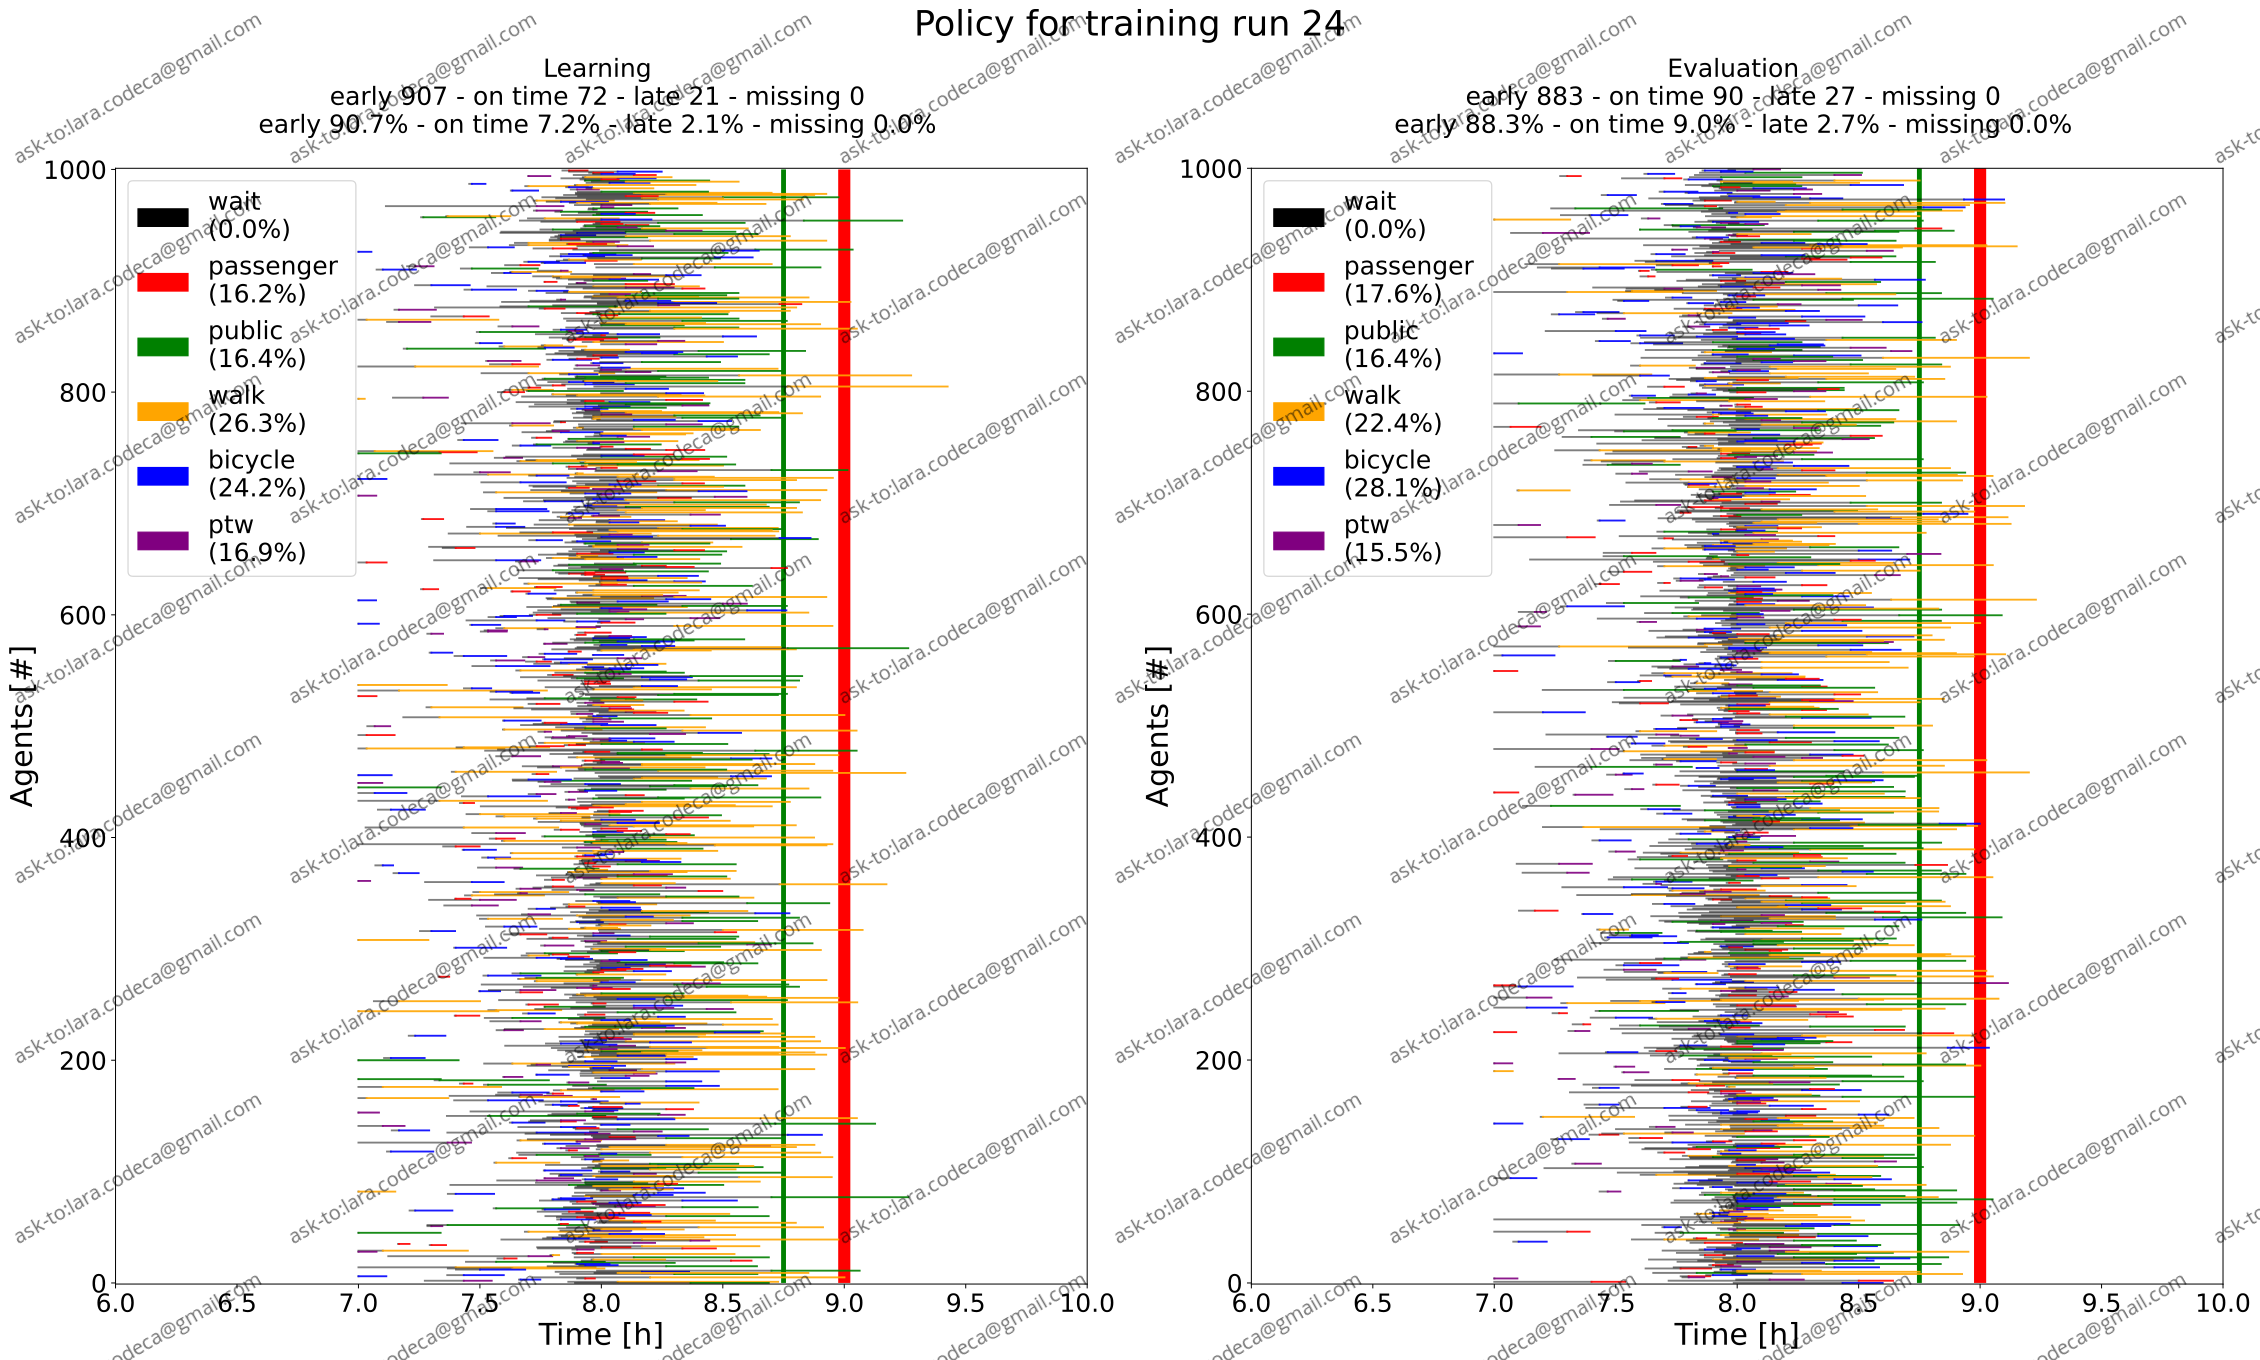 Policy for training run 24
Learning
early 907 - on time 72 - late 21 - missing 0
early 90.7% - on time 7.2% - late 2.1% - missing 0.0%
1000
800
600
400
200
0
Agents [#]
wait
(0.0%)
passenger
(16.2%)
public
(16.4%)
walk
(26.3%)
bicycle
(24.2%)
ptw
(16.9%)
6.0 6.5 7.0 7.5 8.0 8.5 9.0 9.5 10.0
Time [h]
Evaluation
early 883 - on time 90 - late 27 - missing 0
early 88.3% - on time 9.0% - late 2.7% - missing 0.0%
1000
800
600
400
200
0
Agents [#]
wait
(0.0%)
passenger
(17.6%)
public
(16.4%)
walk
(22.4%)
bicycle
(28.1%)
ptw
(15.5%)
6.0 6.5 7.0 7.5 8.0 8.5 9.0 9.5 10.0
Time [h]
ask-to:lara.codeca@gmail.com